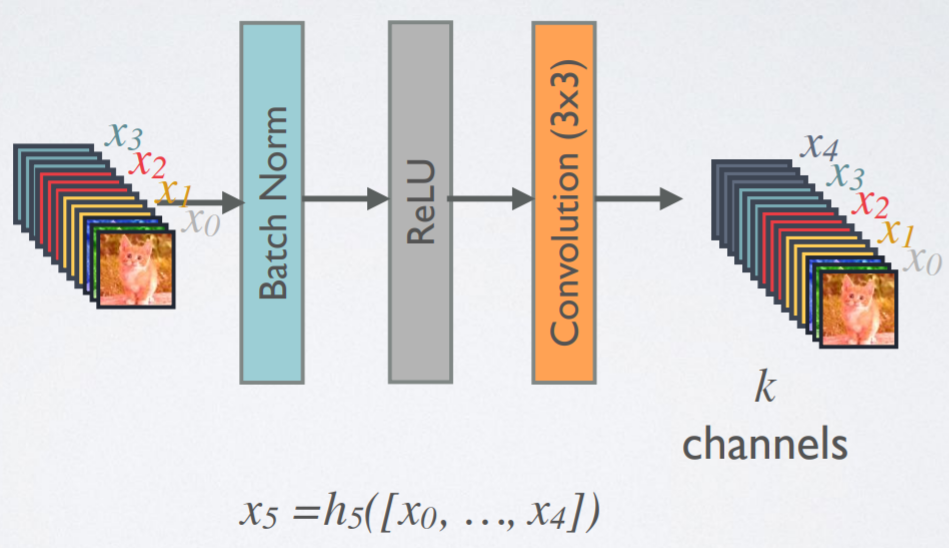 x3
x2
x1
x0
Batch Norm
ReLU
Convolution (3x3)
x4
x3
x2
x1
x0
k
channels
x5 =h5([x0, …, x4])